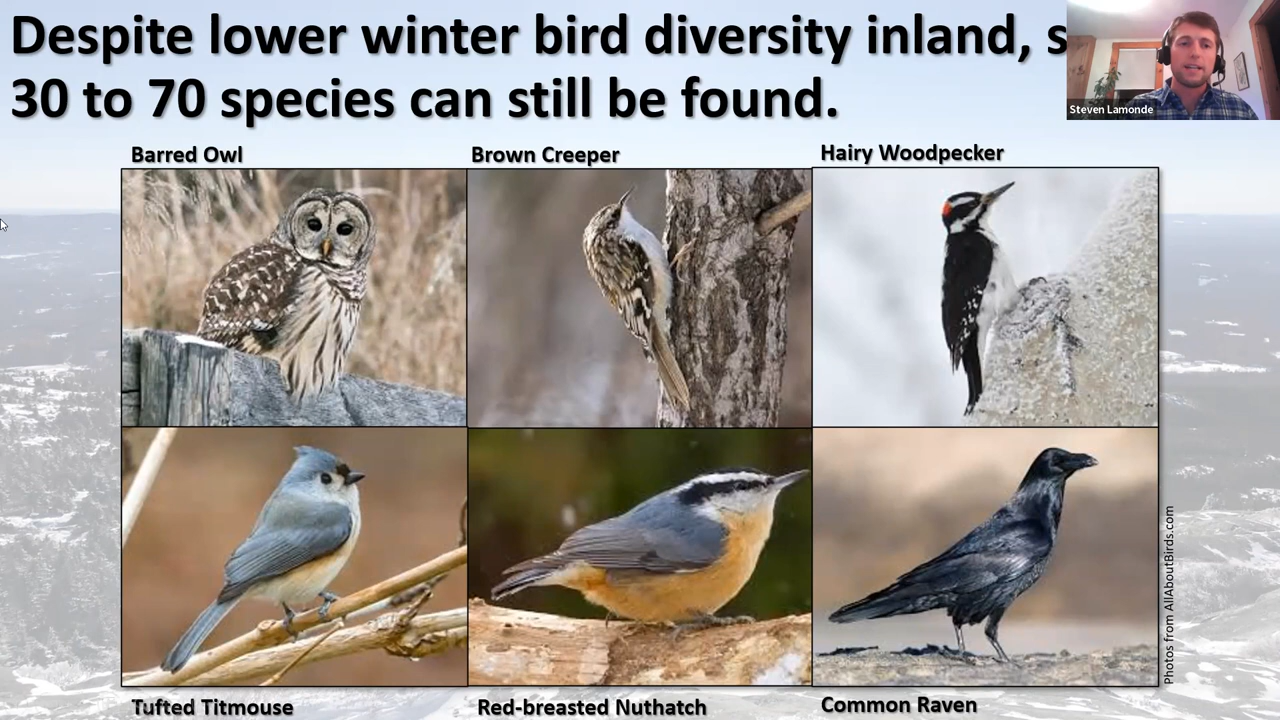 Despite lower winter bird diversity inland,
30 to 70 species can still be found.
Steven Lamonde
Barred Owl
Brown Creeper
Hairy Woodpecker
Tufted Titmouse
Red-breasted Nuthatch
Common Raven
Photos from AllAboutBirds.com